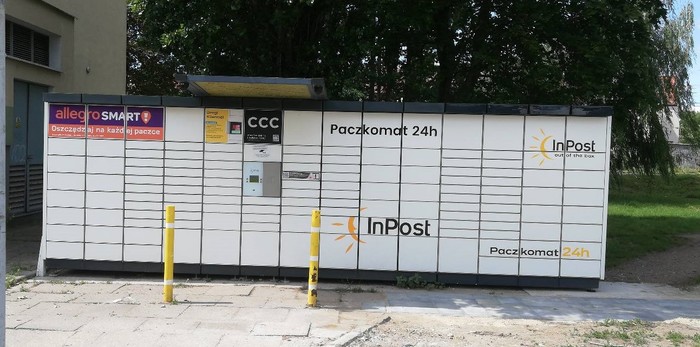 allegro SMART!
Oszczędzaj na każdej paczce
CCC
Paczkomat 24h
InPost
out of the box
InPost
Paczkomat 24h